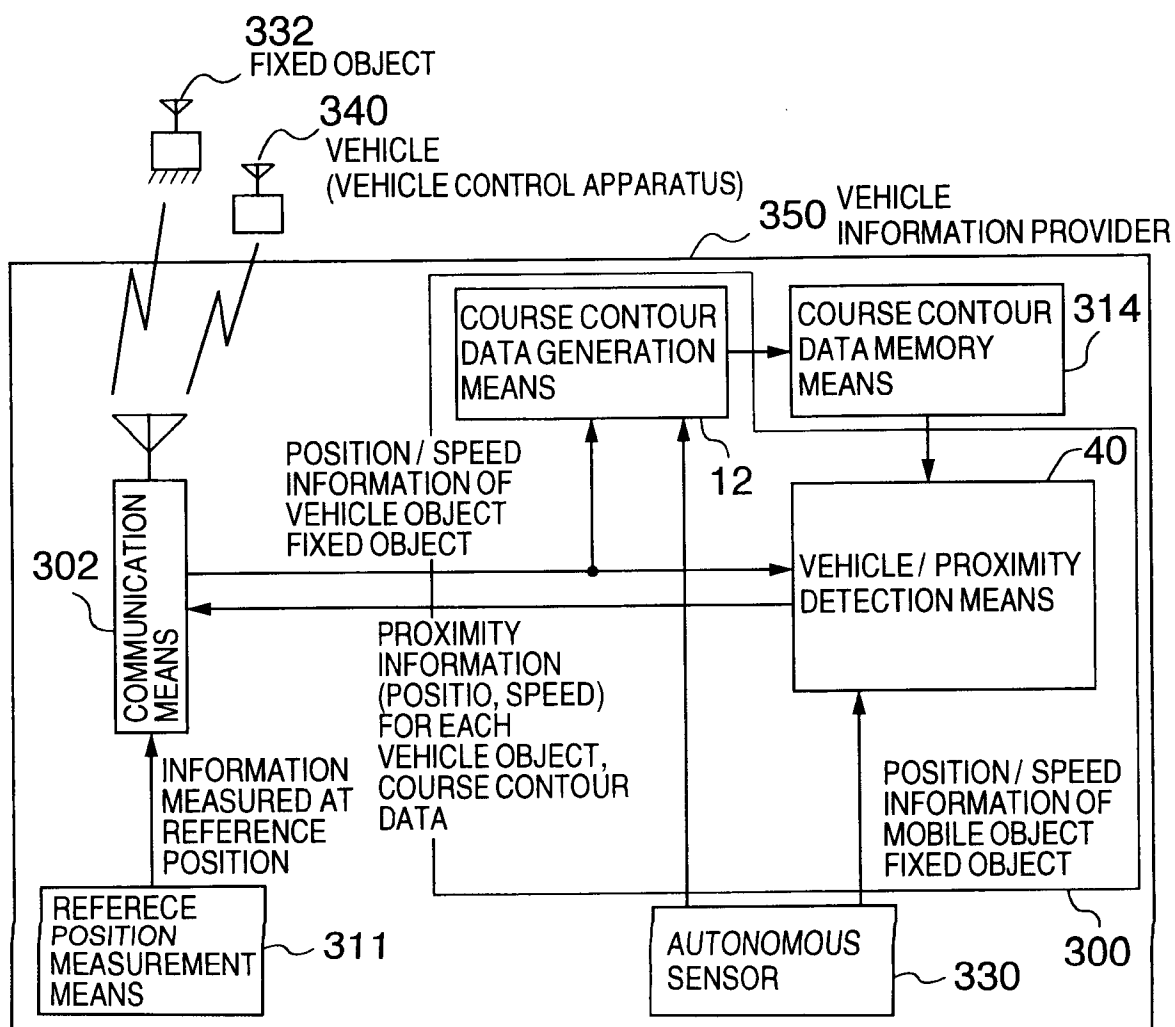 332
FIXED OBJECT
340
VEHICLE
(VEHICLE CONTROL APPARATUS)
350
VEHICLE
INFORMATION PROVIDER
COURSE CONTOUR
DATA GENERATION
MEANS
12
COURSE CONTOUR
DATA MEMORY
MEANS
314
POSITION / SPEED
INFORMATION OF
VEHICLE OBJECT
FIXED OBJECT
40
VEHICLE / PROXIMITY
DETECTION MEANS
302
COMMUNICATION
MEANS
PROXIMITY
INFORMATION
(POSITIO, SPEED)
FOR EACH
VEHICLE OBJECT,
COURSE CONTOUR
DATA
INFORMATION
MEASURED AT
REFERENCE
POSITION
POSITION / SPEED
INFORMATION OF
MOBILE OBJECT
FIXED OBJECT
300
REFERECE
POSITION
MEASUREMENT
MEANS
311
AUTONOMOUS
SENSOR
330